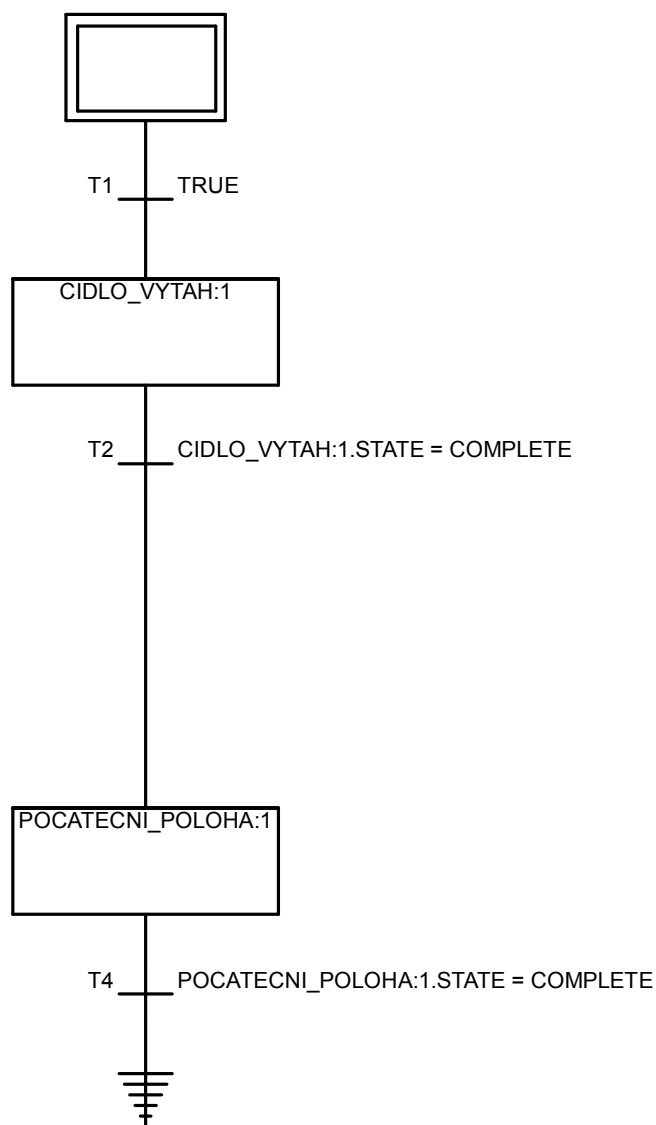 T1 TRUE
CIDLO_VYTAH:1
T2 CIDLO_VYTAH:1.STATE = COMPLETE
POCATECNI_POLOHA:1
T4 POCATECNI_POLOHA:1.STATE = COMPLETE